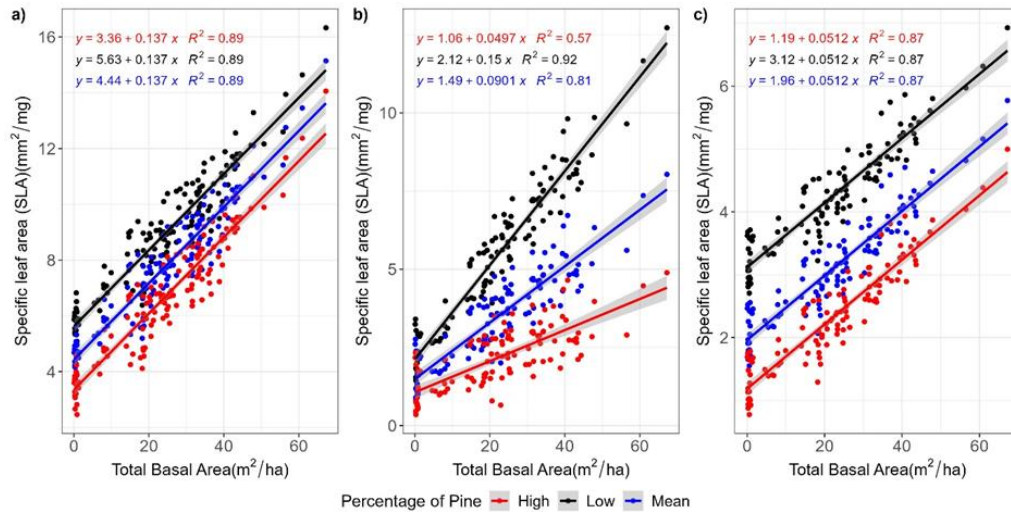 a)
y = 3.36 + 0.137 x R² = 0.89
y = 5.63 + 0.137 x R² = 0.89
y = 4.44 + 0.137 x R² = 0.89
16
12
8
4
Specific leaf area (SLA)(mm²/mg)
0 20 40 60
Total Basal Area(m²/ha)
b)
y = 1.06 + 0.0497 x R² = 0.57
y = 2.12 + 0.15 x R² = 0.92
y = 1.49 + 0.0901 x R² = 0.81
10
5
0
Specific leaf area (SLA)(mm²/mg)
0 20 40 60
Total Basal Area(m²/ha)
c)
y = 1.19 + 0.0512 x R² = 0.87
y = 3.12 + 0.0512 x R² = 0.87
y = 1.96 + 0.0512 x R² = 0.87
6
4
2
Specific leaf area (SLA)(mm²/mg)
0 20 40 60
Total Basal Area(m²/ha)
Percentage of Pine High Low Mean